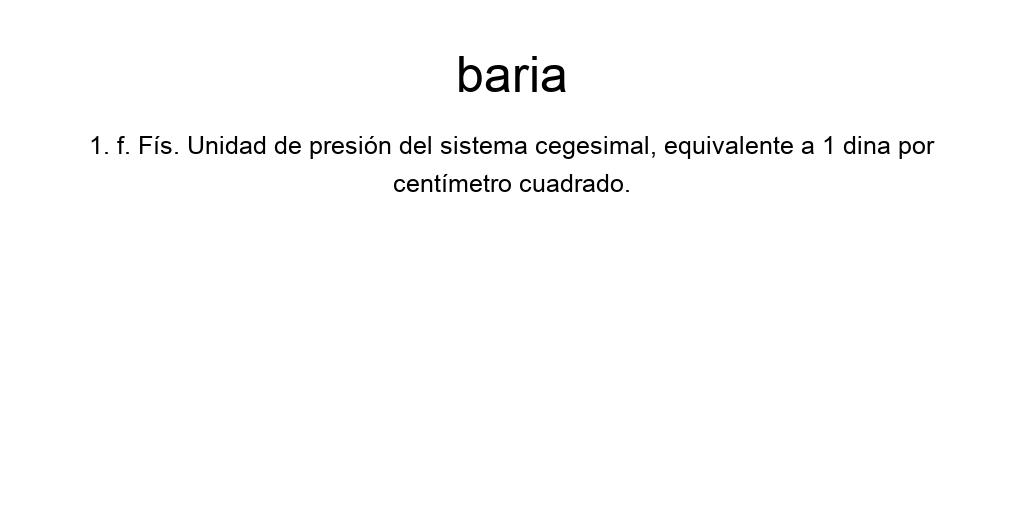 baria
1. f. Fís. Unidad de presión del sistema cegesimal, equivalente a 1 dina por
centímetro cuadrado.